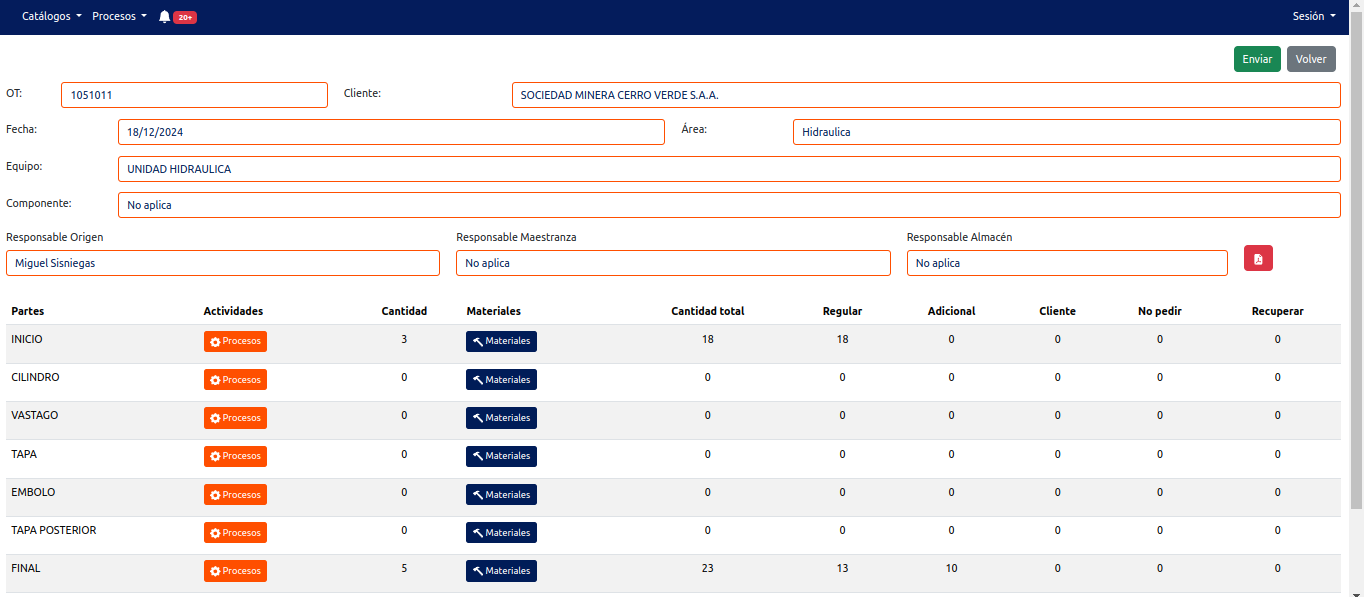 Catálogos Procesos 20+ Sesión
Enviar Volver
OT: 1051011 Cliente: SOCIEDAD MINERA CERRO VERDE S.A.A.
Fecha: 18/12/2024 Área: Hidraulica
Equipo: UNIDAD HIDRAULICA
Componente: No aplica
Responsable Origen Responsable Maestranza Responsable Almacén
Miguel Sisniegas No aplica No aplica
Partes Actividades Cantidad Materiales Cantidad total Regular Adicional Cliente No pedir Recuperar
INICIO Procesos 3 Materiales 18 18 0 0 0 0
CILINDRO Procesos 0 Materiales 0 0 0 0 0 0
VASTAGO Procesos 0 Materiales 0 0 0 0 0 0
TAPA Procesos 0 Materiales 0 0 0 0 0 0
EMBOLO Procesos 0 Materiales 0 0 0 0 0 0
TAPA POSTERIOR Procesos 0 Materiales 0 0 0 0 0 0
FINAL Procesos 5 Materiales 23 13 10 0 0 0